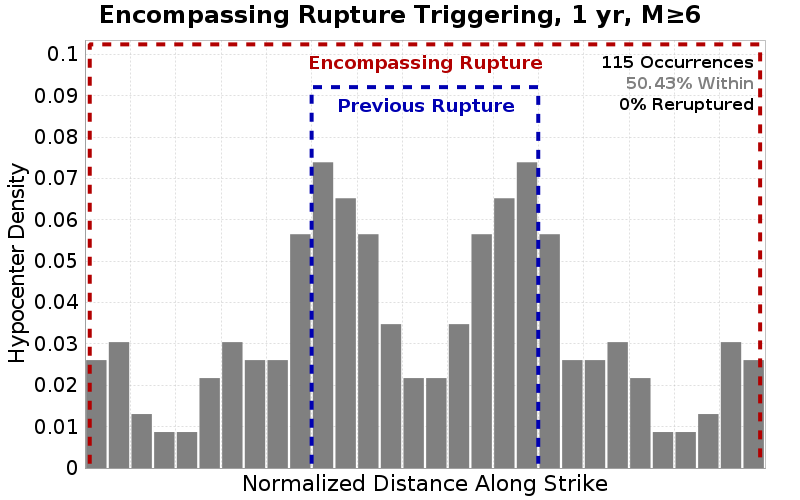 Encompassing Rupture Triggering, 1 yr, M≥6
0.1
0.09
0.08
0.07
0.06
0.05
0.04
0.03
0.02
0.01
0
Hypocenter Density
Encompassing Rupture
Previous Rupture
115 Occurrences
50.43% Within
0% Reruptured
Normalized Distance Along Strike